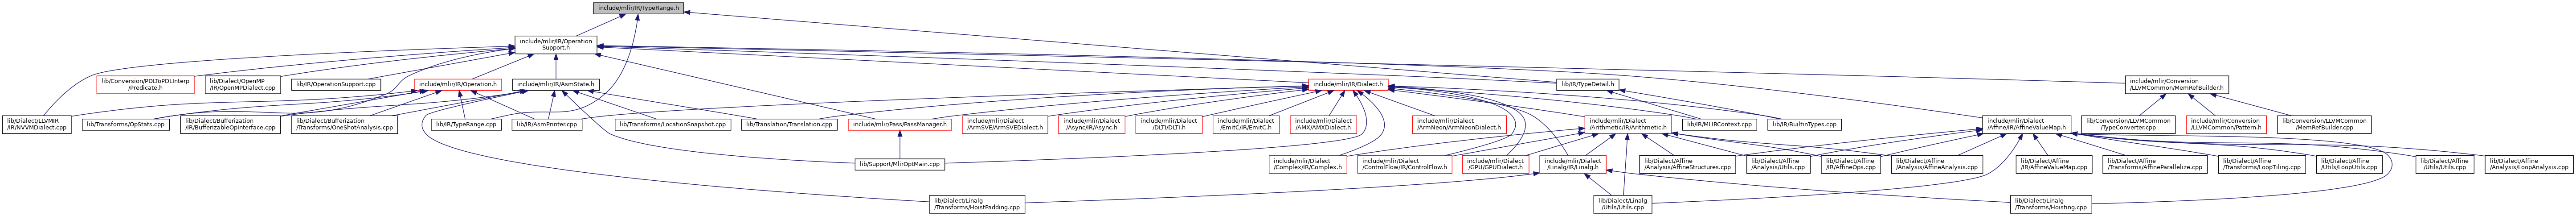 include/mlir/IR/TypeRange.h
include/mlir/IR/Operation
Support.h
lib/Conversion/PDLToPDLInterp
/Predicate.h
lib/Dialect/OpenMP
/IR/OpenMPDialect.cpp
lib/IR/OperationSupport.cpp
include/mlir/IR/Operation.h
include/mlir/IR/AsmState.h
include/mlir/IR/Dialect.h
lib/IR/TypeDetail.h
include/mlir/Conversion
/LLVMCommon/MemRefBuilder.h
lib/Dialect/LLVMIR
/IR/NVVMDialect.cpp
lib/Transforms/OpStats.cpp
lib/Dialect/Bufferization
/IR/BufferizableOpInterface.cpp
lib/Dialect/Bufferization
/Transforms/OneShotAnalysis.cpp
lib/IR/TypeRange.cpp
lib/IR/AsmPrinter.cpp
lib/Transforms/LocationSnapshot.cpp
lib/Translation/Translation.cpp
include/mlir/Pass/PassManager.h
include/mlir/Dialect
/ArmSVE/ArmSVEDialect.h
include/mlir/Dialect
/Async/IR/Async.h
include/mlir/Dialect
/DLTI/DLTI.h
include/mlir/Dialect
/EmitC/IR/EmitC.h
include/mlir/Dialect
/AMX/AMXDialect.h
include/mlir/Dialect
/ArmNeon/ArmNeonDialect.h
include/mlir/Dialect
/Arithmetic/IR/Arithmetic.h
lib/IR/MLIRContext.cpp
lib/IR/BuiltinTypes.cpp
include/mlir/Dialect
/Affine/IR/AffineValueMap.h
lib/Conversion/LLVMCommon
/TypeConverter.cpp
include/mlir/Conversion
/LLVMCommon/Pattern.h
lib/Conversion/LLVMCommon
/MemRefBuilder.cpp
lib/Support/MlirOptMain.cpp
include/mlir/Dialect
/Complex/IR/Complex.h
include/mlir/Dialect
/ControlFlow/IR/ControlFlow.h
include/mlir/Dialect
/GPU/GPUDialect.h
include/mlir/Dialect
/Linalg/IR/Linalg.h
lib/Dialect/Affine
/Analysis/AffineStructures.cpp
lib/Dialect/Affine
/Analysis/Utils.cpp
lib/Dialect/Affine
/IR/AffineOps.cpp
lib/Dialect/Affine
/Analysis/AffineAnalysis.cpp
lib/Dialect/Affine
/IR/AffineValueMap.cpp
lib/Dialect/Affine
/Transforms/AffineParallelize.cpp
lib/Dialect/Affine
/Transforms/LoopTiling.cpp
lib/Dialect/Affine
/Utils/LoopUtils.cpp
lib/Dialect/Affine
/Utils/Utils.cpp
lib/Dialect/Affine
/Analysis/LoopAnalysis.cpp
lib/Dialect/Linalg
/Transforms/HoistPadding.cpp
lib/Dialect/Linalg
/Utils/Utils.cpp
lib/Dialect/Linalg
/Transforms/Hoisting.cpp